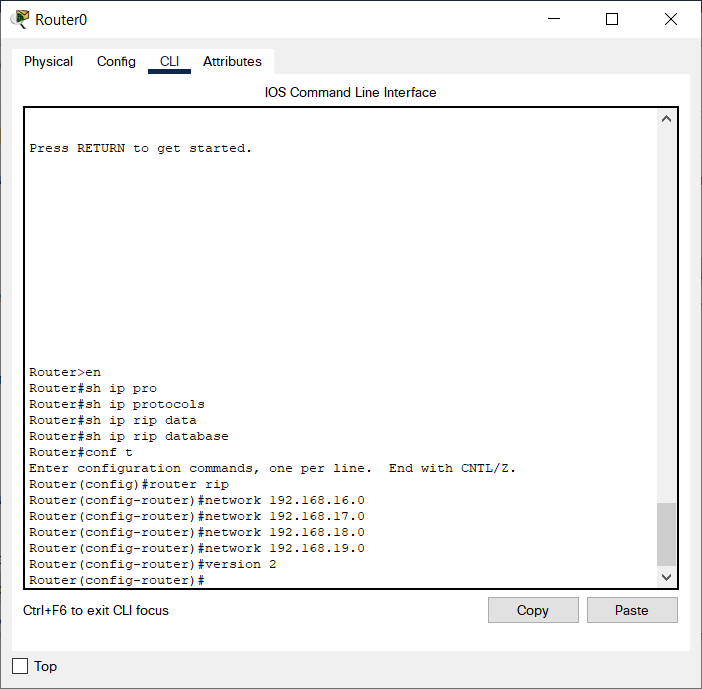 Router0
Physical Config CLI Attributes
IOS Command Line Interface
Press RETURN to get started.
Router>en
Router#sh ip pro
Router#sh ip protocols
Router#sh ip rip data
Router#sh ip rip database
Router#conf t
Enter configuration commands, one per line.  End with CNTL/Z.
Router(config)#router rip
Router(config-router)#network 192.168.16.0
Router(config-router)#network 192.168.17.0
Router(config-router)#network 192.168.18.0
Router(config-router)#network 192.168.19.0
Router(config-router)#version 2
Router(config-router)#
Ctrl+F6 to exit CLI focus
Copy Paste
Top